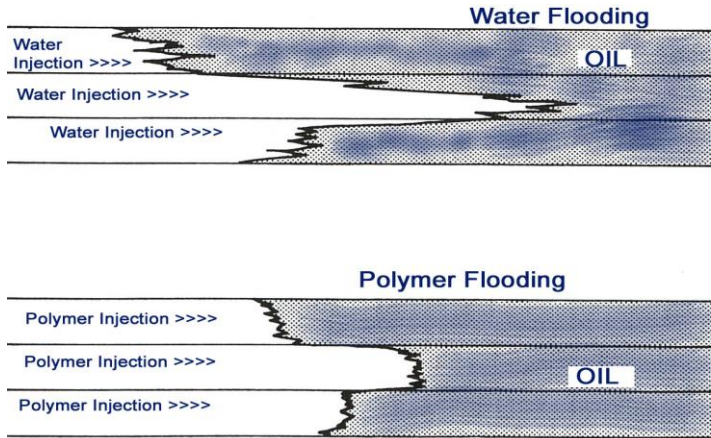 Water Flooding
Water
Injection >>>>
OIL
Water Injection >>>>
Water Injection >>>>
Polymer Flooding
Polymer Injection >>>>
Polymer Injection >>>>
OIL
Polymer Injection >>>>